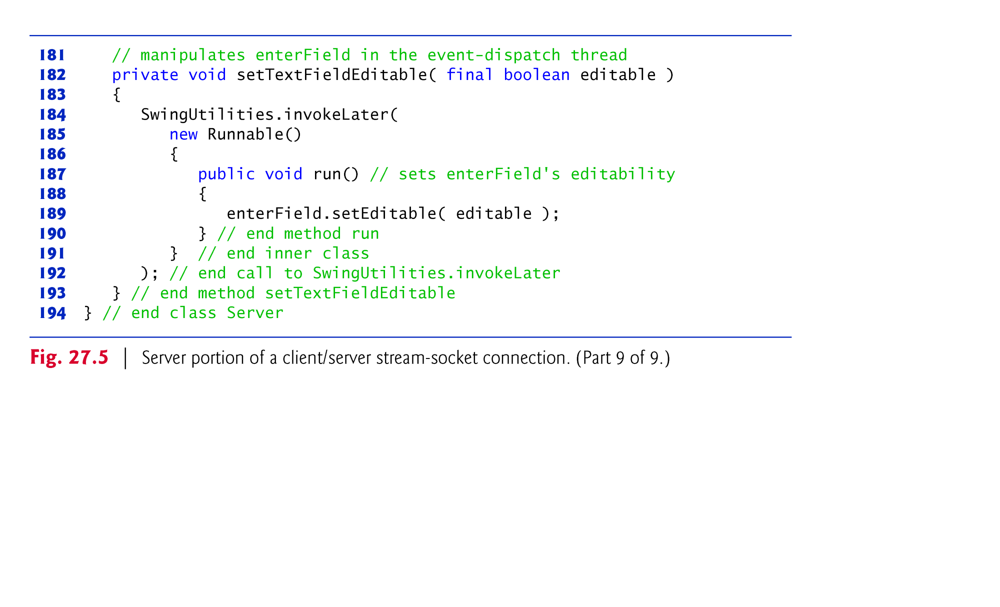 181 // manipulates enterField in the event-dispatch thread
182 private void setTextFieldEditable( final boolean editable )
183 {
184 SwingUtilities.invokeLater(
185 new Runnable()
186 {
187 public void run() // sets enterField's editability
188 {
189 enterField.setEditable( editable );
190 } // end method run
191 }  // end inner class
192 ); // end call to SwingUtilities.invokeLater
193 } // end method setTextFieldEditable
194 } // end class Server
Fig. 27.5 | Server portion of a client/server stream-socket connection. (Part 9 of 9.)